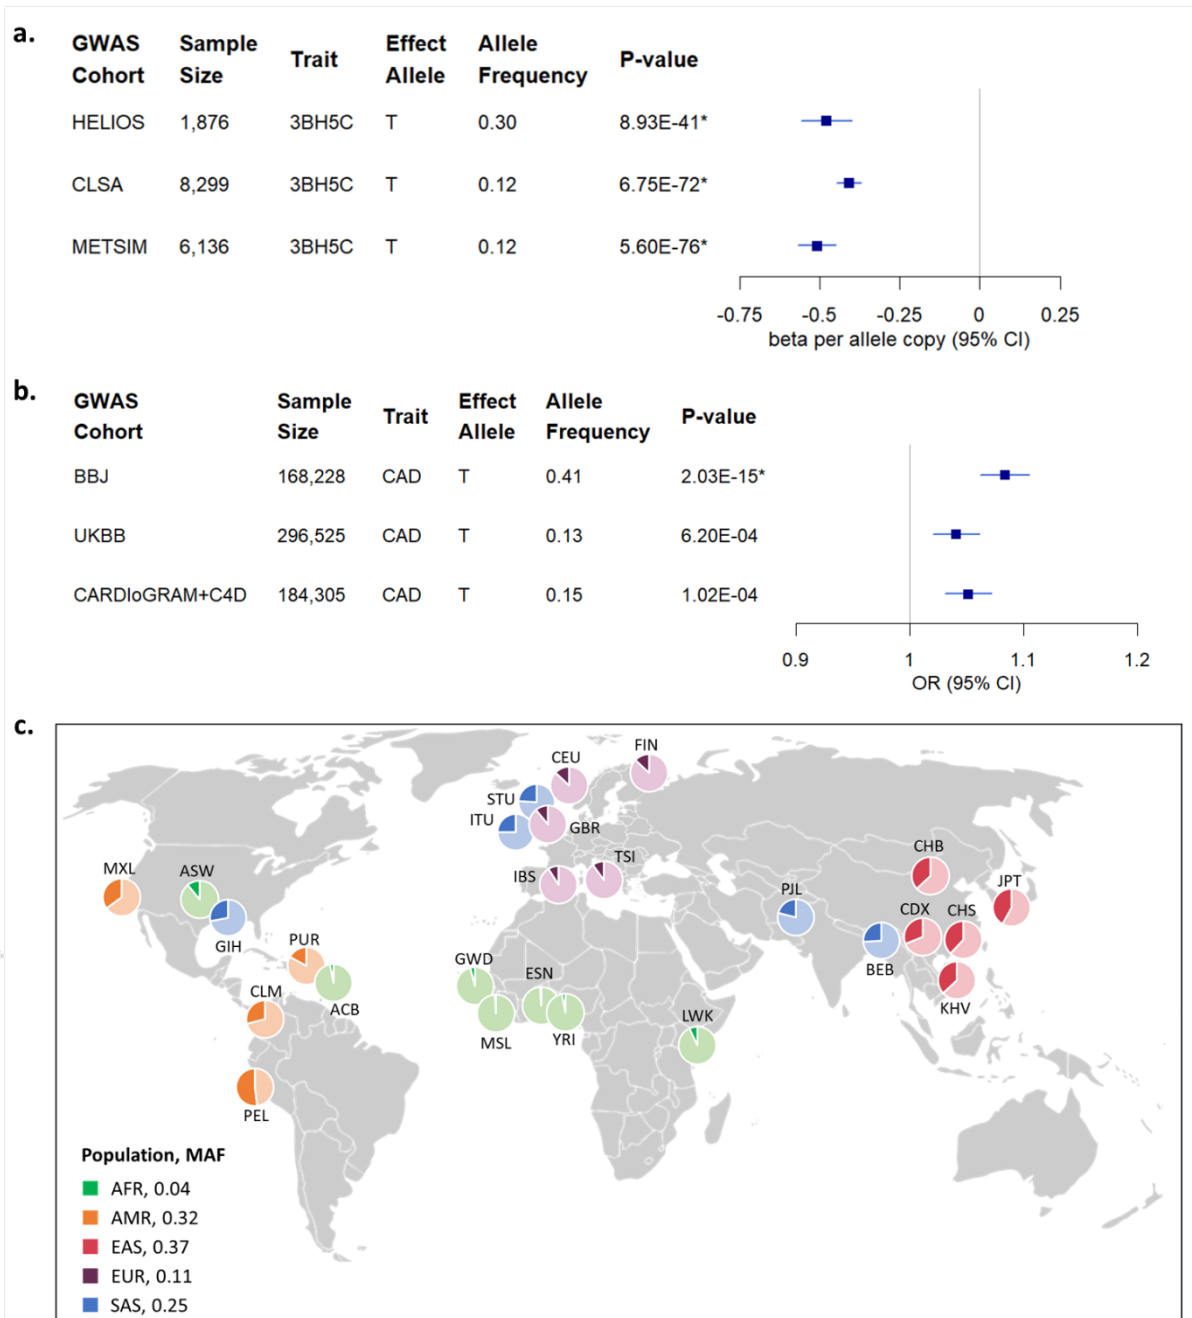 a.
GWAS Cohort Sample Size Trait Effect Allele Allele Frequency P-value
HELIOS 1,876 3BH5C T 0.30 8.93E-41*
CLSA 8,299 3BH5C T 0.12 6.75E-72*
METSIM 6,136 3BH5C T 0.12 5.60E-76*
-0.75 -0.5 -0.25 0 0.25
beta per allele copy (95% CI)
b.
GWAS Cohort Sample Size Trait Effect Allele Allele Frequency P-value
BBJ 168,228 CAD T 0.41 2.03E-15*
UKBB 296,525 CAD T 0.13 6.20E-04
CARDIoGRAM+C4D 184,305 CAD T 0.15 1.02E-04
0.9 1 1.1 1.2
OR (95% CI)
c.
FIN
CEU
STU
ITU
GBR
TSI
IBS
MXL
ASW
GIH
PUR
ACB
CLM
PEL
GWD
MSL
ESN
YRI
LWK
PJL
BEB
CHB
JPT
CDX
CHS
KHV
Population, MAF
AFR, 0.04
AMR, 0.32
EAS, 0.37
EUR, 0.11
SAS, 0.25